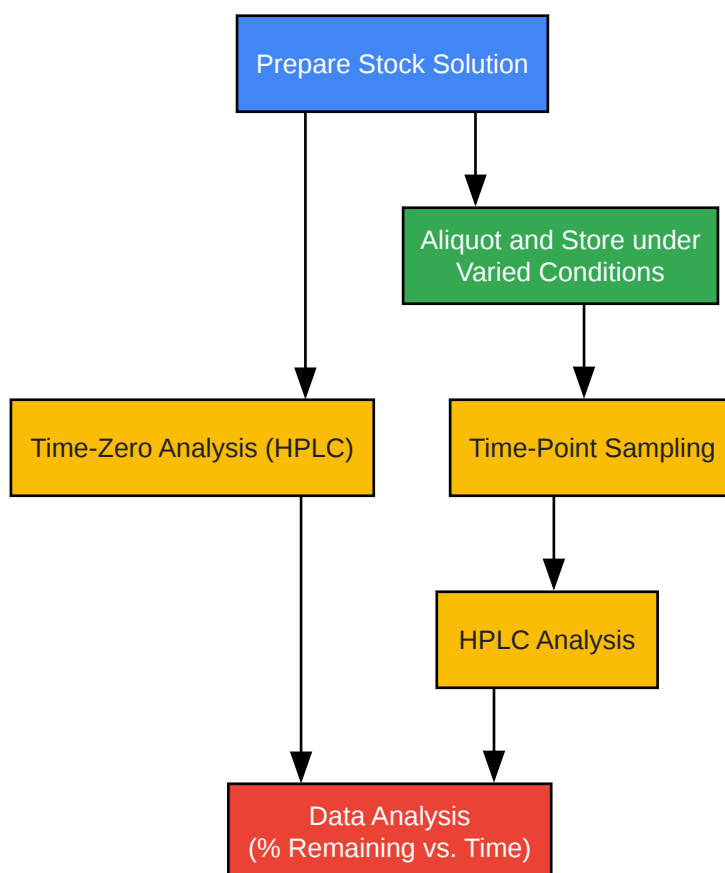 Prepare Stock Solution
Aliquot and Store under
Varied Conditions
Time-Zero Analysis (HPLC)
Time-Point Sampling
HPLC Analysis
Data Analysis
(% Remaining vs. Time)